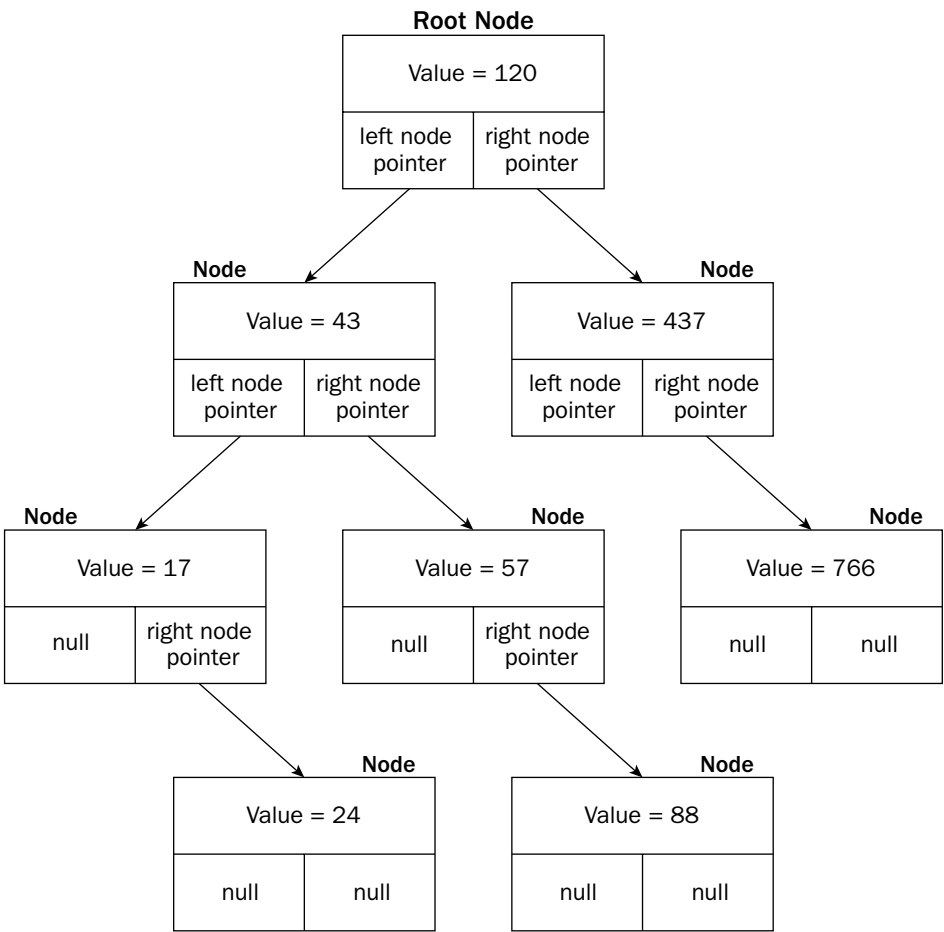 Root Node
Value = 120
left node
pointer
right node
pointer
Node
Value = 43
left node
pointer
right node
pointer
Node
Value = 437
left node
pointer
right node
pointer
Node
Value = 17
null
right node
pointer
Node
Value = 57
null
right node
pointer
Node
Value = 766
null
null
Node
Value = 24
null
null
Node
Value = 88
null
null